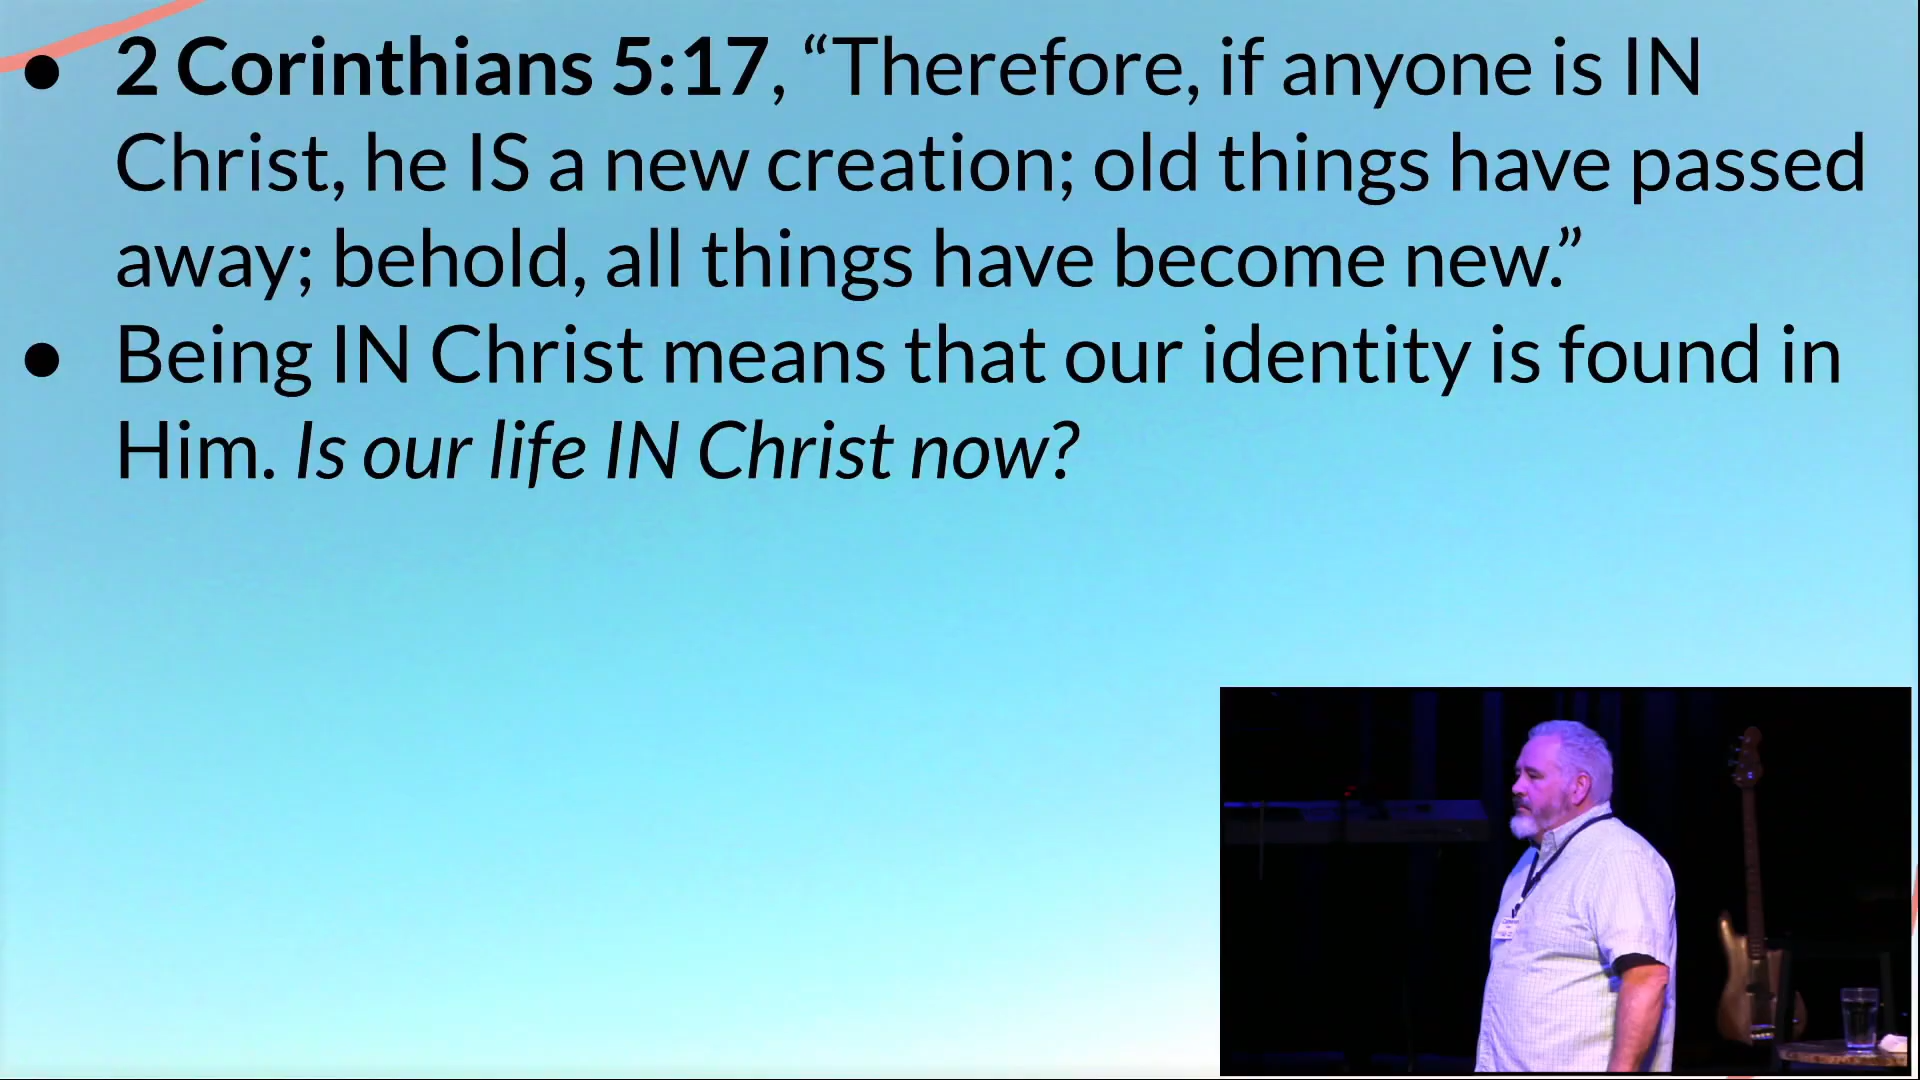 ● 2 Corinthians 5:17, “Therefore, if anyone is IN
Christ, he IS a new creation; old things have passed
away; behold, all things have become new.”
● Being IN Christ means that our identity is found in
Him. Is our life IN Christ now?